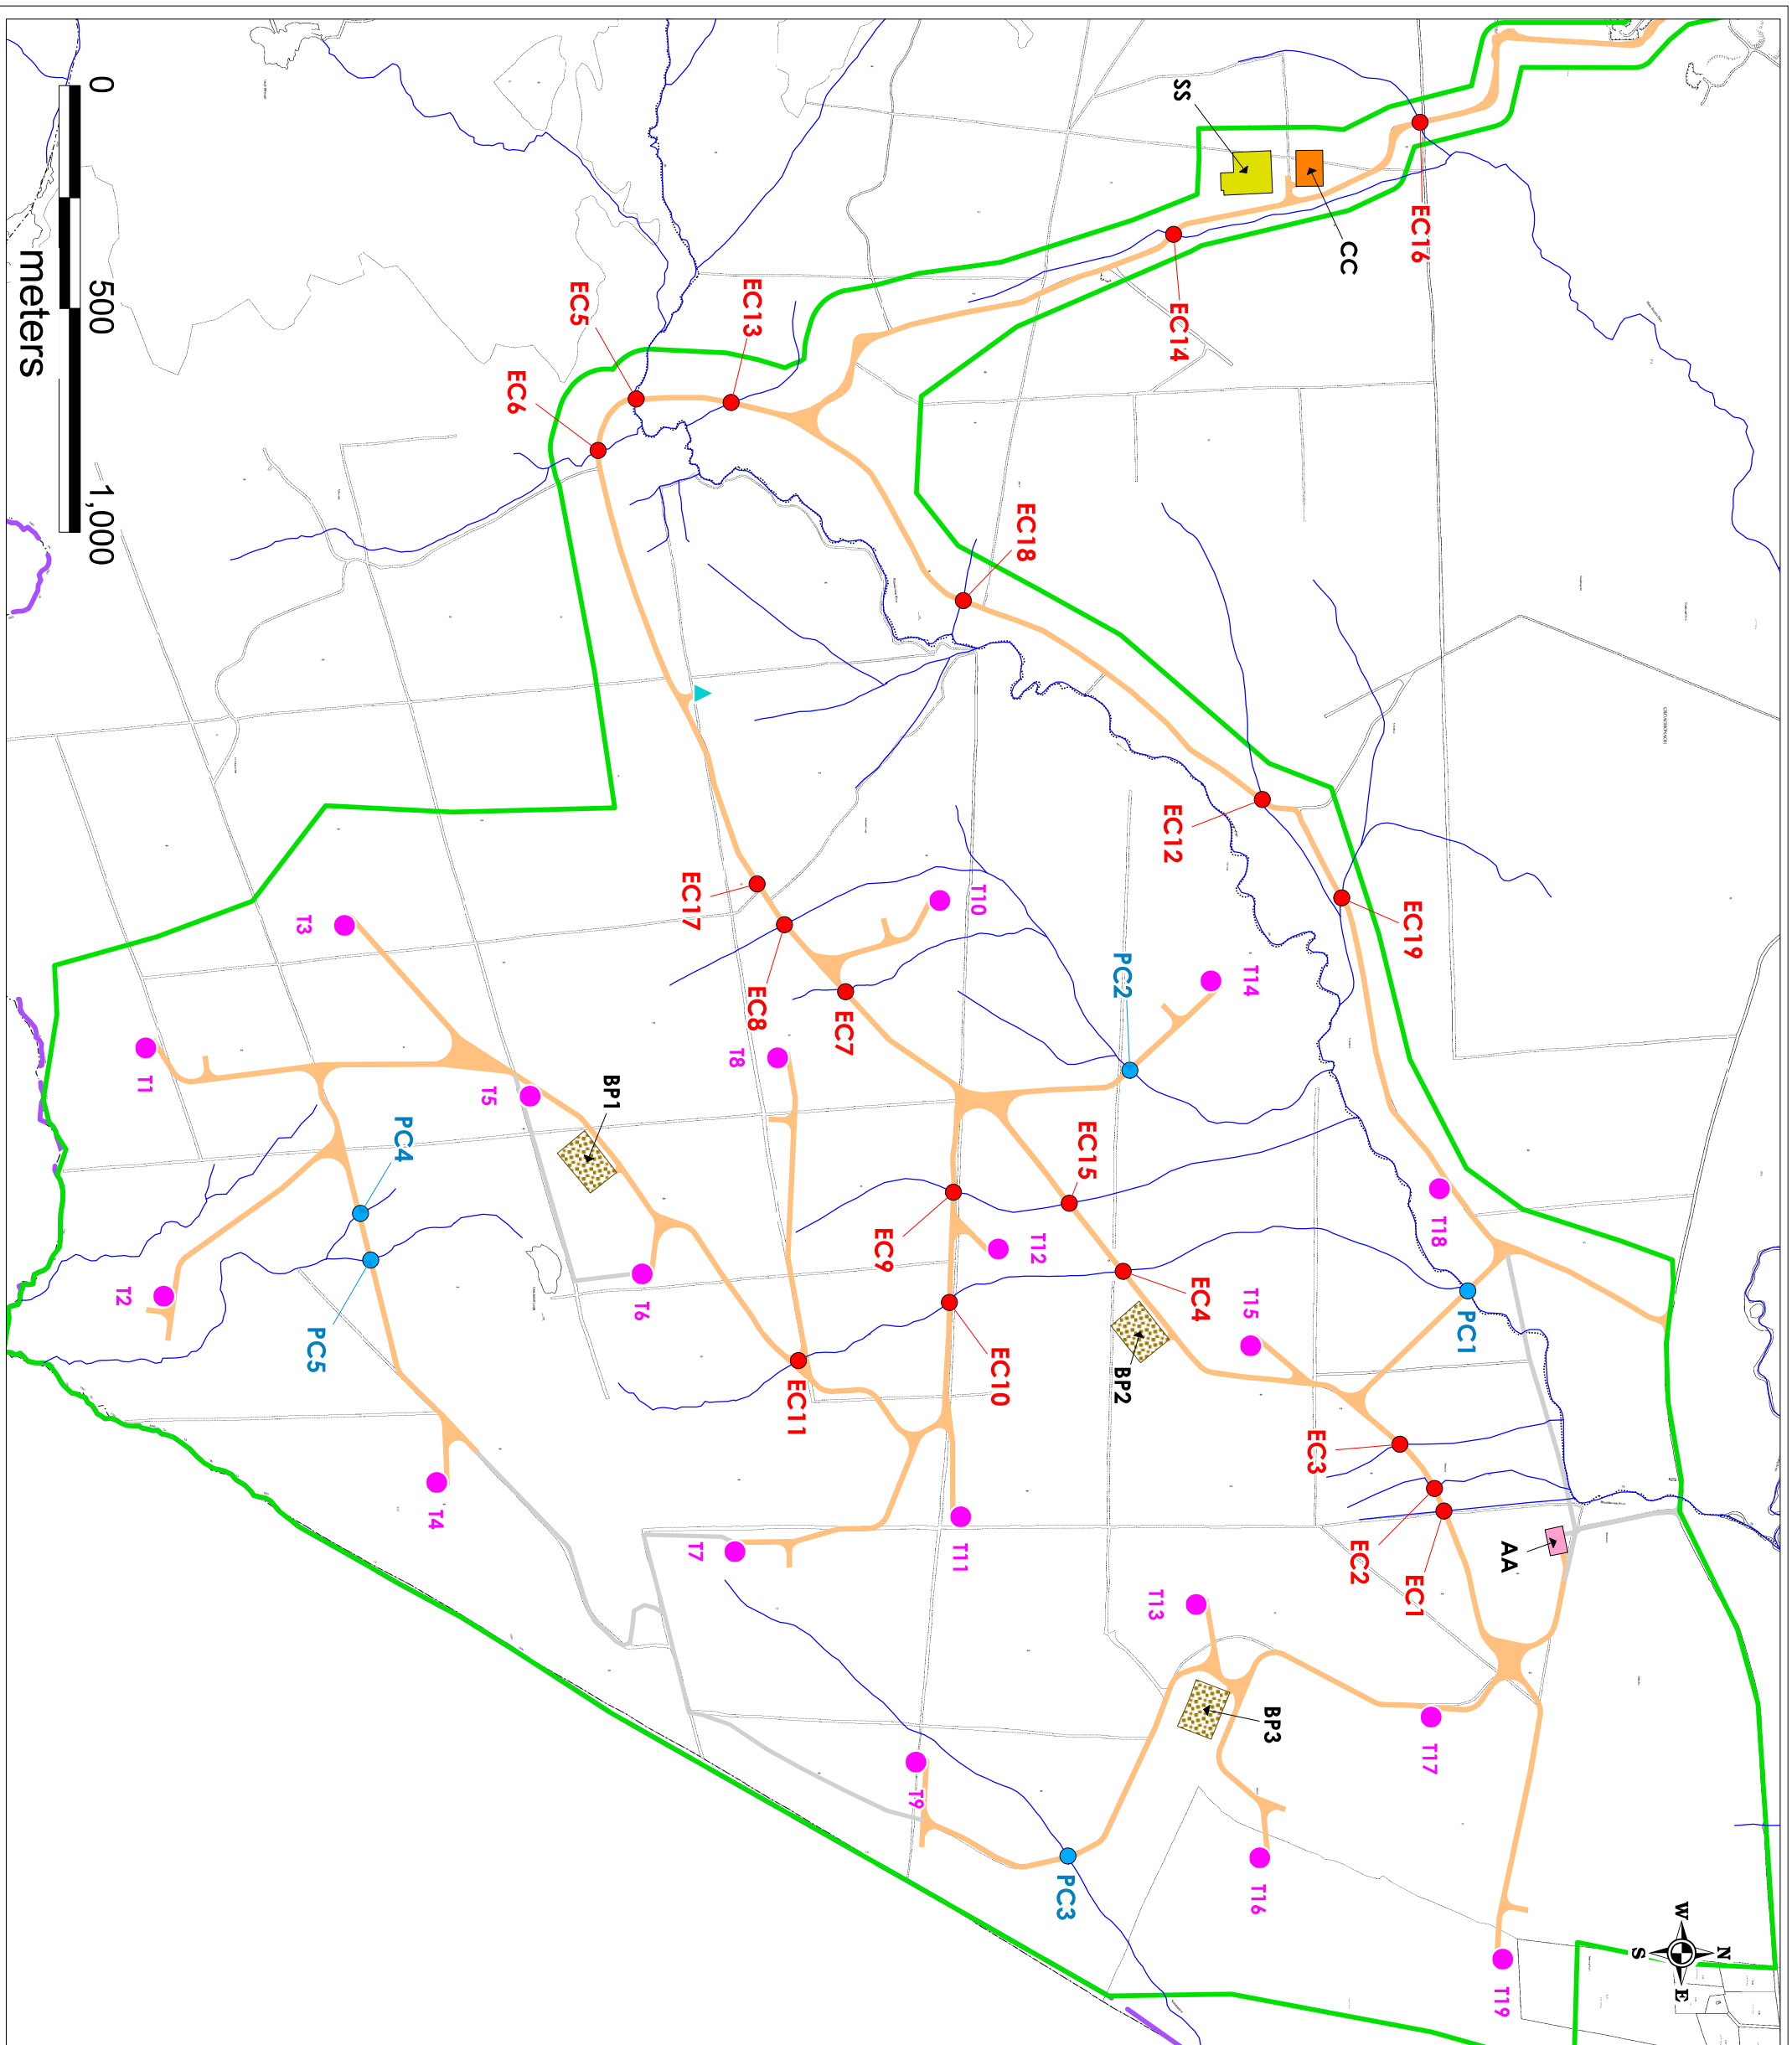 N
W E
S
T19
AA
PC1
T18
T17
EC16
EC1
EC19
EC2
CC
EC3
BP3
T16
T14
T15
EC4
SS
EC14
EC12
T13
PC2
BP2
EC15
PC3
T12
EC18
EC10
T10
T11
T9
EC9
EC7
EC11
EC8
EC13
T8
T7
EC17
T6
BP1
EC5
EC6
T5
T4
PC4
PC5
T3
T1
T2
0 500 1,000
meters